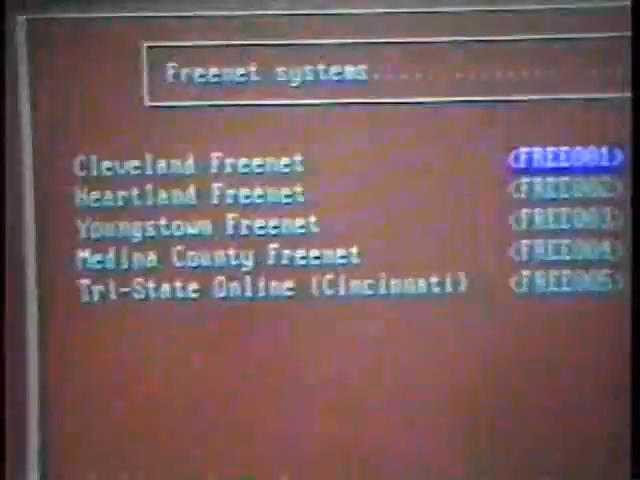 Freenet systems
Cleveland Freenet <FREE001>
Heartland Freenet <FREE002>
Youngstown Freenet <FREE003>
Medina County Freenet <FREE004>
Tri-State Online (Cincinnati) <FREE005>